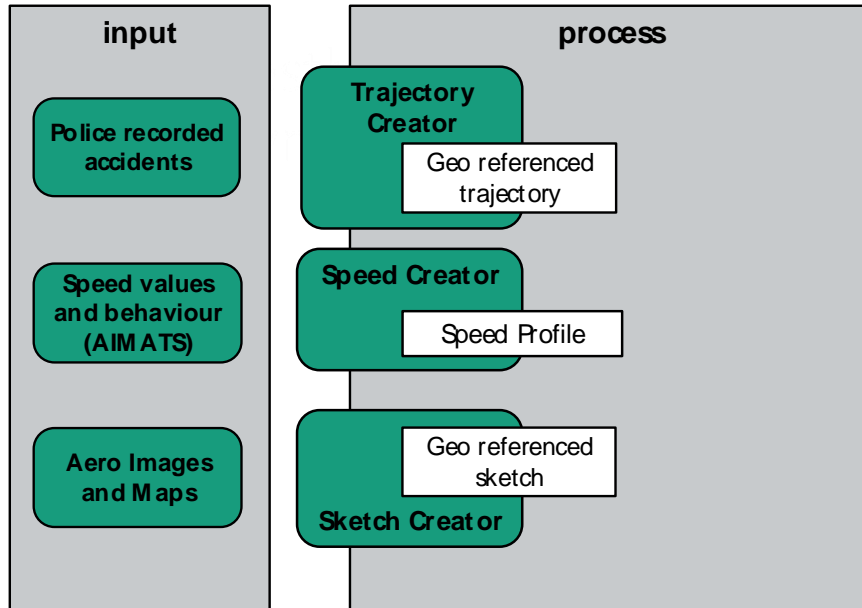 input
process
Police recorded
accidents
Trajectory
Creator
Geo referenced
trajectory
Speed values
and behaviour
(AIMATS)
Speed Creator
Speed Profile
Aero Images
and Maps
Geo referenced
sketch
Sketch Creator